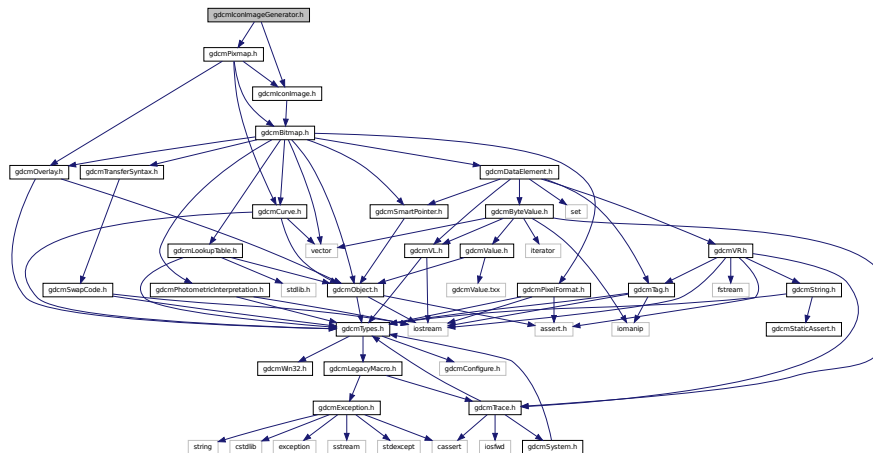 gdcmIconImageGenerator.h
gdcmPixmap.h
gdcmIconImage.h
gdcmBitmap.h
gdcmOverlay.h
gdcmTransferSyntax.h
gdcmDataElement.h
gdcmCurve.h
gdcmSmartPointer.h
gdcmByteValue.h
set
gdcmLookupTable.h
vector
gdcmVL.h
gdcmValue.h
iterator
gdcmVR.h
gdcmSwapCode.h
gdcmPhotometricInterpretation.h
stdlib.h
gdcmObject.h
gdcmValue.txx
gdcmPixelFormat.h
gdcmTag.h
fstream
gdcmString.h
gdcmTypes.h
iostream
assert.h
iomanip
gdcmStaticAssert.h
gdcmWin32.h
gdcmLegacyMacro.h
gdcmConfigure.h
gdcmException.h
gdcmTrace.h
string
cstdlib
exception
sstream
stdexcept
cassert
iosfwd
gdcmSystem.h